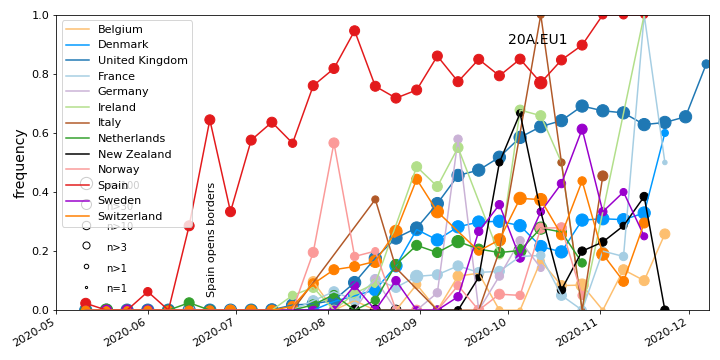 20A.EU1
1.0
0.8
0.6
0.4
0.2
0.0
frequency
Belgium
Denmark
United Kingdom
France
Germany
Ireland
Italy
Netherlands
New Zealand
Norway
Spain
Sweden
Switzerland
n>10
n>3
n>1
n=1
Spain opens borders
2020-05
2020-06
2020-07
2020-08
2020-09
2020-10
2020-11
2020-12